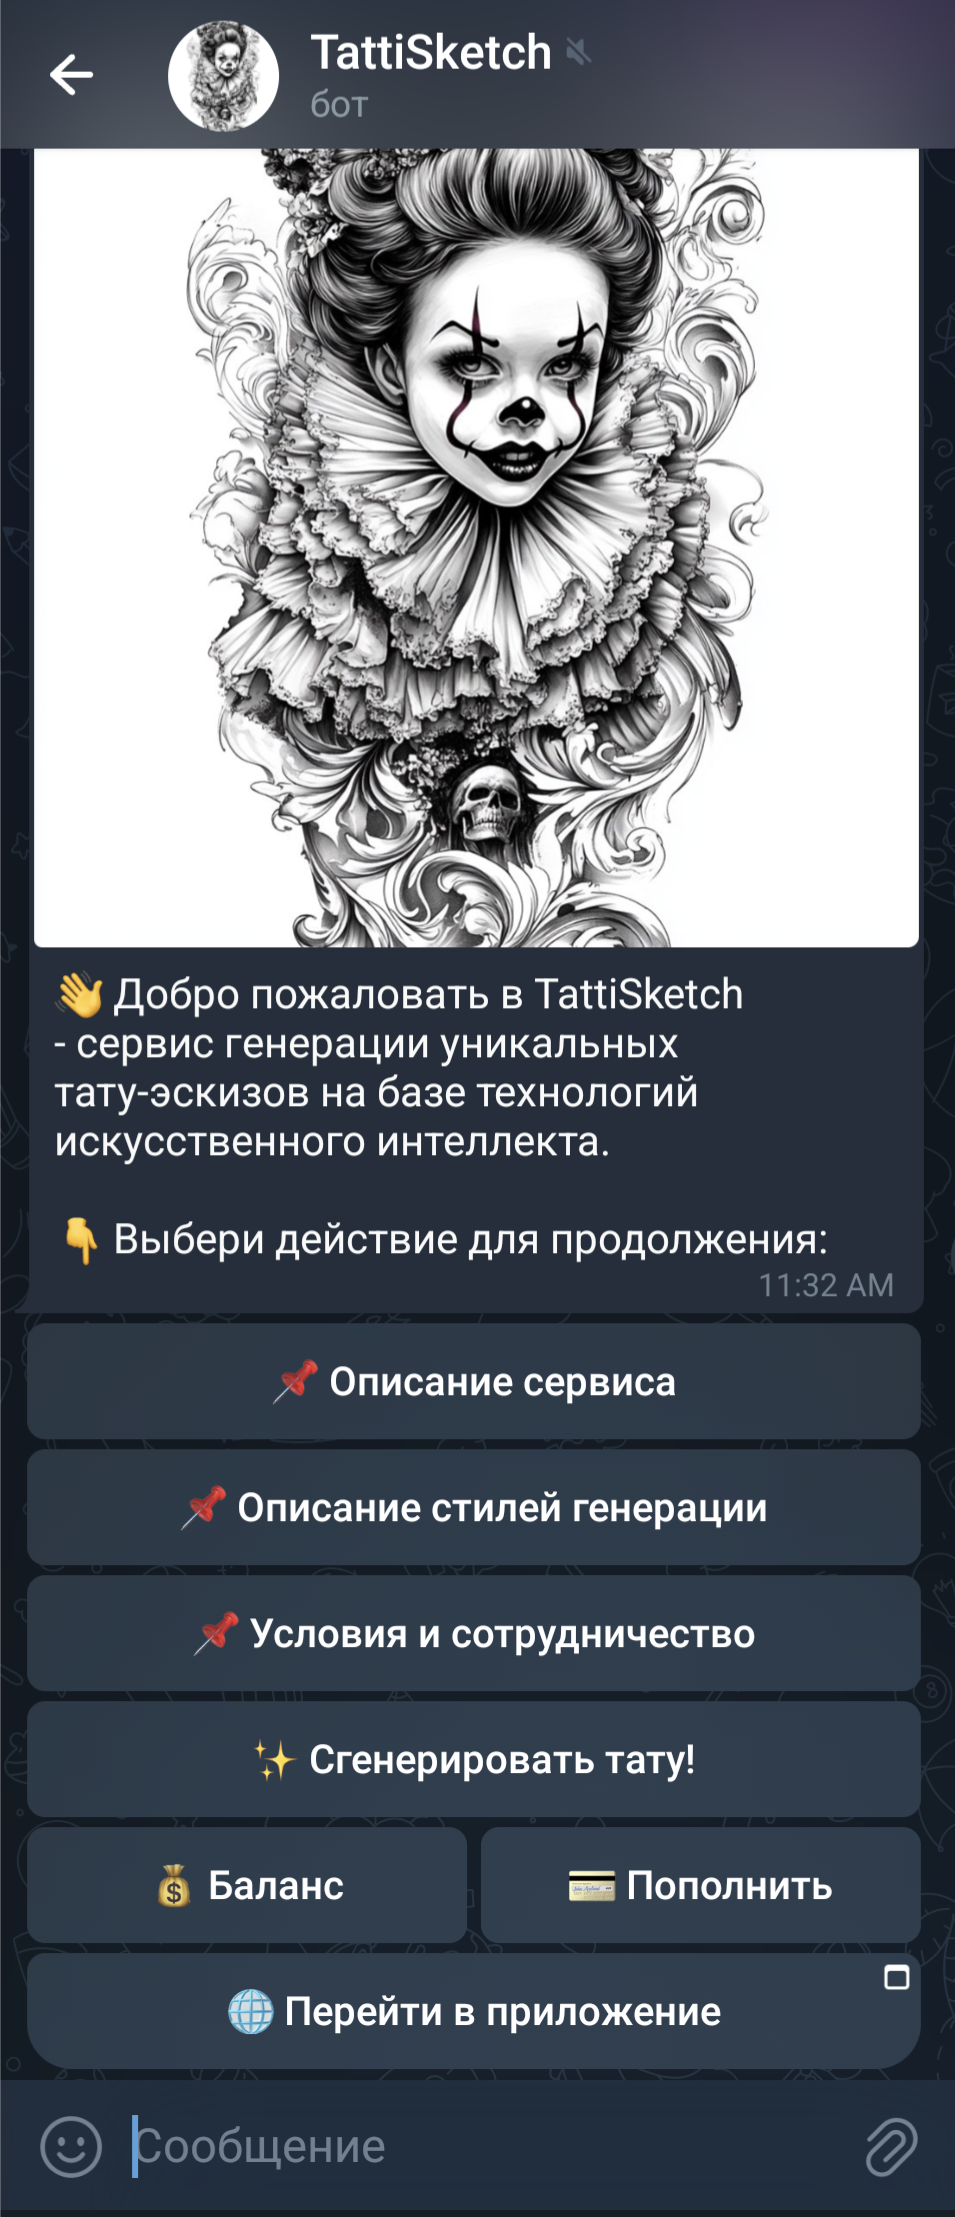 TattiSketch
бот
👋 Добро пожаловать в TattiSketch
- сервис генерации уникальных
тату-эскизов на базе технологий
искусственного интеллекта.
👇 Выбери действие для продолжения:
11:32 AM
📌 Описание сервиса
📌 Описание стилей генерации
📌 Условия и сотрудничество
✨ Сгенерировать тату!
💰 Баланс
💳 Пополнить
🌐 Перейти в приложение
Сообщение